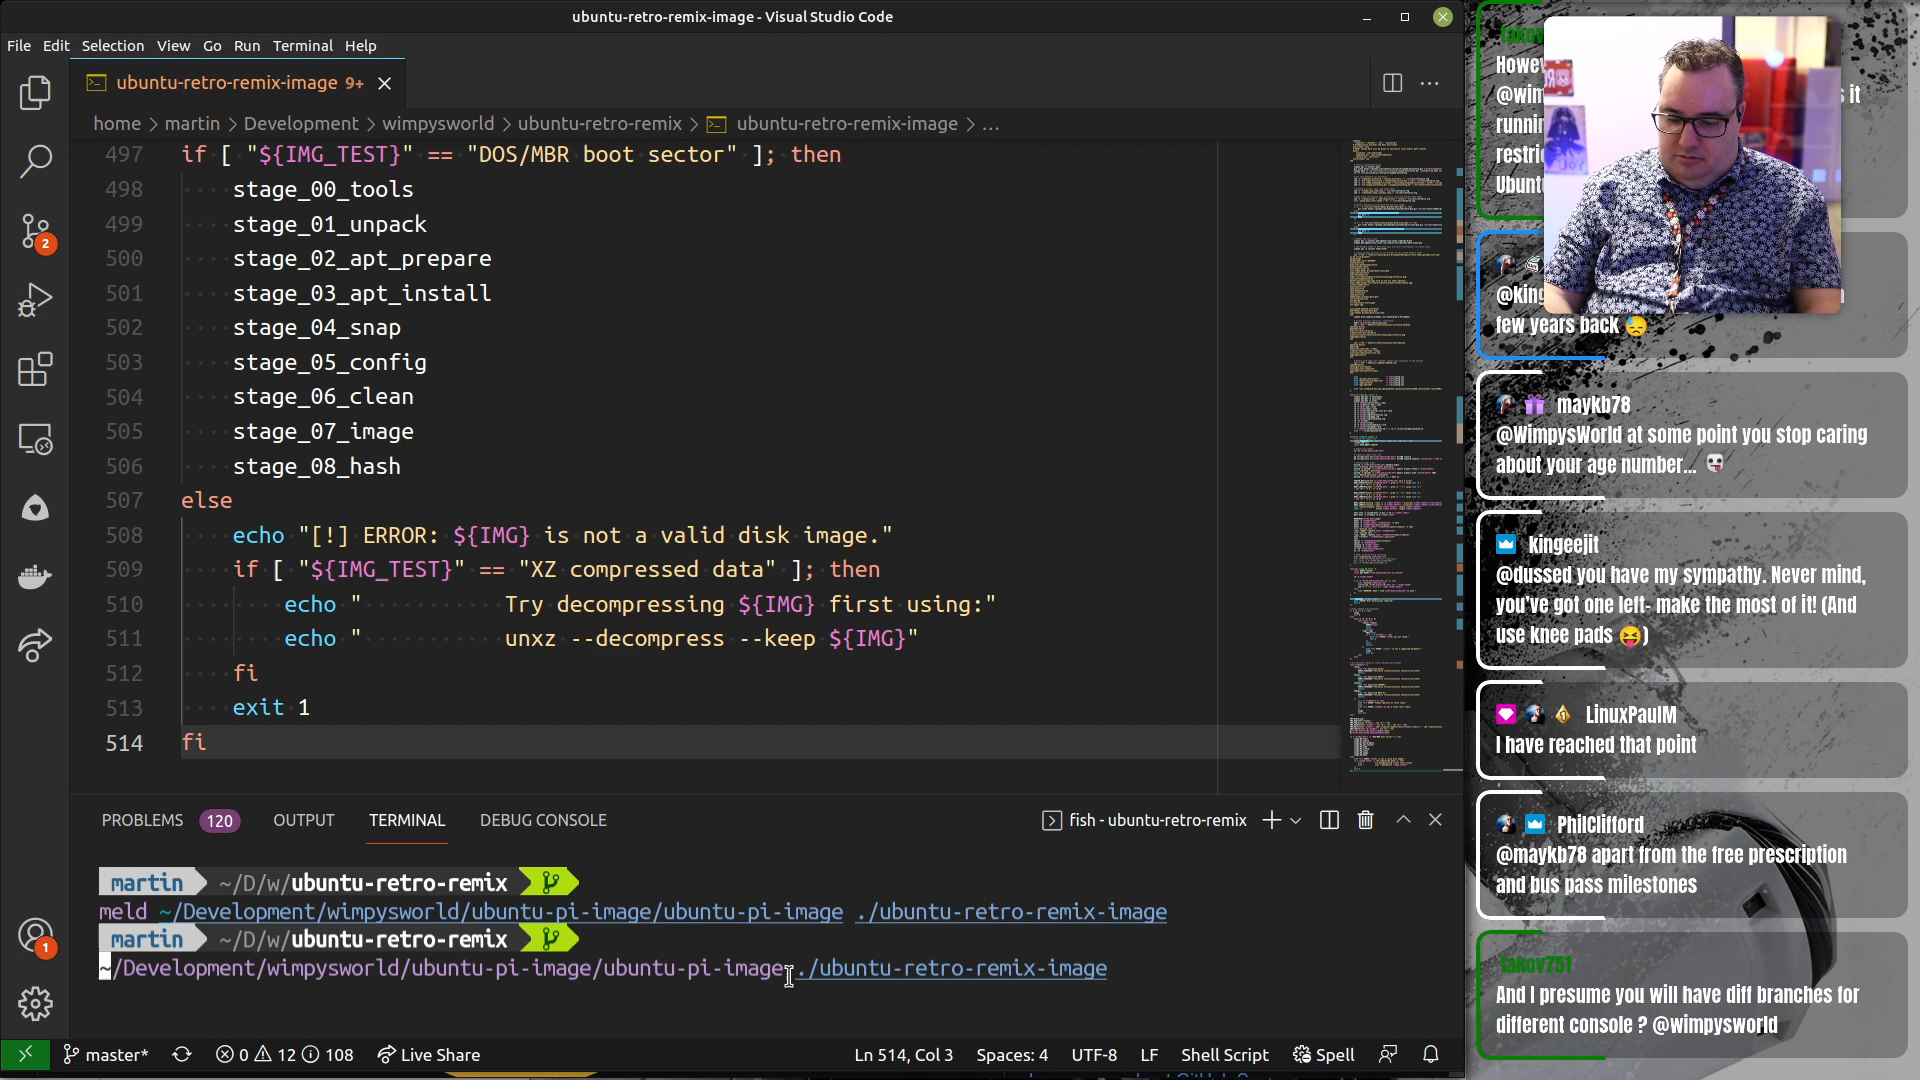 ubuntu-retro-remix-image - Visual Studio Code
File Edit Selection View Go Run Terminal Help
ubuntu-retro-remix-image 9+
home > martin > Development > wimpysworld > ubuntu-retro-remix > ubuntu-retro-remix-image > ...
497 if [ "${IMG_TEST}" == "DOS/MBR boot sector" ]; then
498 stage_00_tools
499 stage_01_unpack
500 stage_02_apt_prepare
501 stage_03_apt_install
502 stage_04_snap
503 stage_05_config
504 stage_06_clean
505 stage_07_image
506 stage_08_hash
507 else
508 echo "[!] ERROR: ${IMG} is not a valid disk image."
509 if [ "${IMG_TEST}" == "XZ compressed data" ]; then
510 echo "           Try decompressing ${IMG} first using:"
511 echo "           unxz --decompress --keep ${IMG}"
512 fi
513 exit 1
514 fi
PROBLEMS 120 OUTPUT TERMINAL DEBUG CONSOLE
fish - ubuntu-retro-remix
martin ~/D/w/ubuntu-retro-remix
meld ~/Development/wimpysworld/ubuntu-pi-image/ubuntu-pi-image ./ubuntu-retro-remix-image
martin ~/D/w/ubuntu-retro-remix
~/Development/wimpysworld/ubuntu-pi-image/ubuntu-pi-image ./ubuntu-retro-remix-image
2
1
master* 0 12 108 Live Share
Ln 514, Col 3 Spaces: 4 UTF-8 LF Shell Script Spell
it
few years back
maykb78
@WimpysWorld at some point you stop caring
about your age number...
kingeejit
@dussed you have my sympathy. Never mind,
you've got one left- make the most of it! (And
use knee pads )
LinuxPaulM
I have reached that point
PhilClifford
@maykb78 apart from the free prescription
and bus pass milestones
takov751
And I presume you will have diff branches for
different console ? @wimpysworld